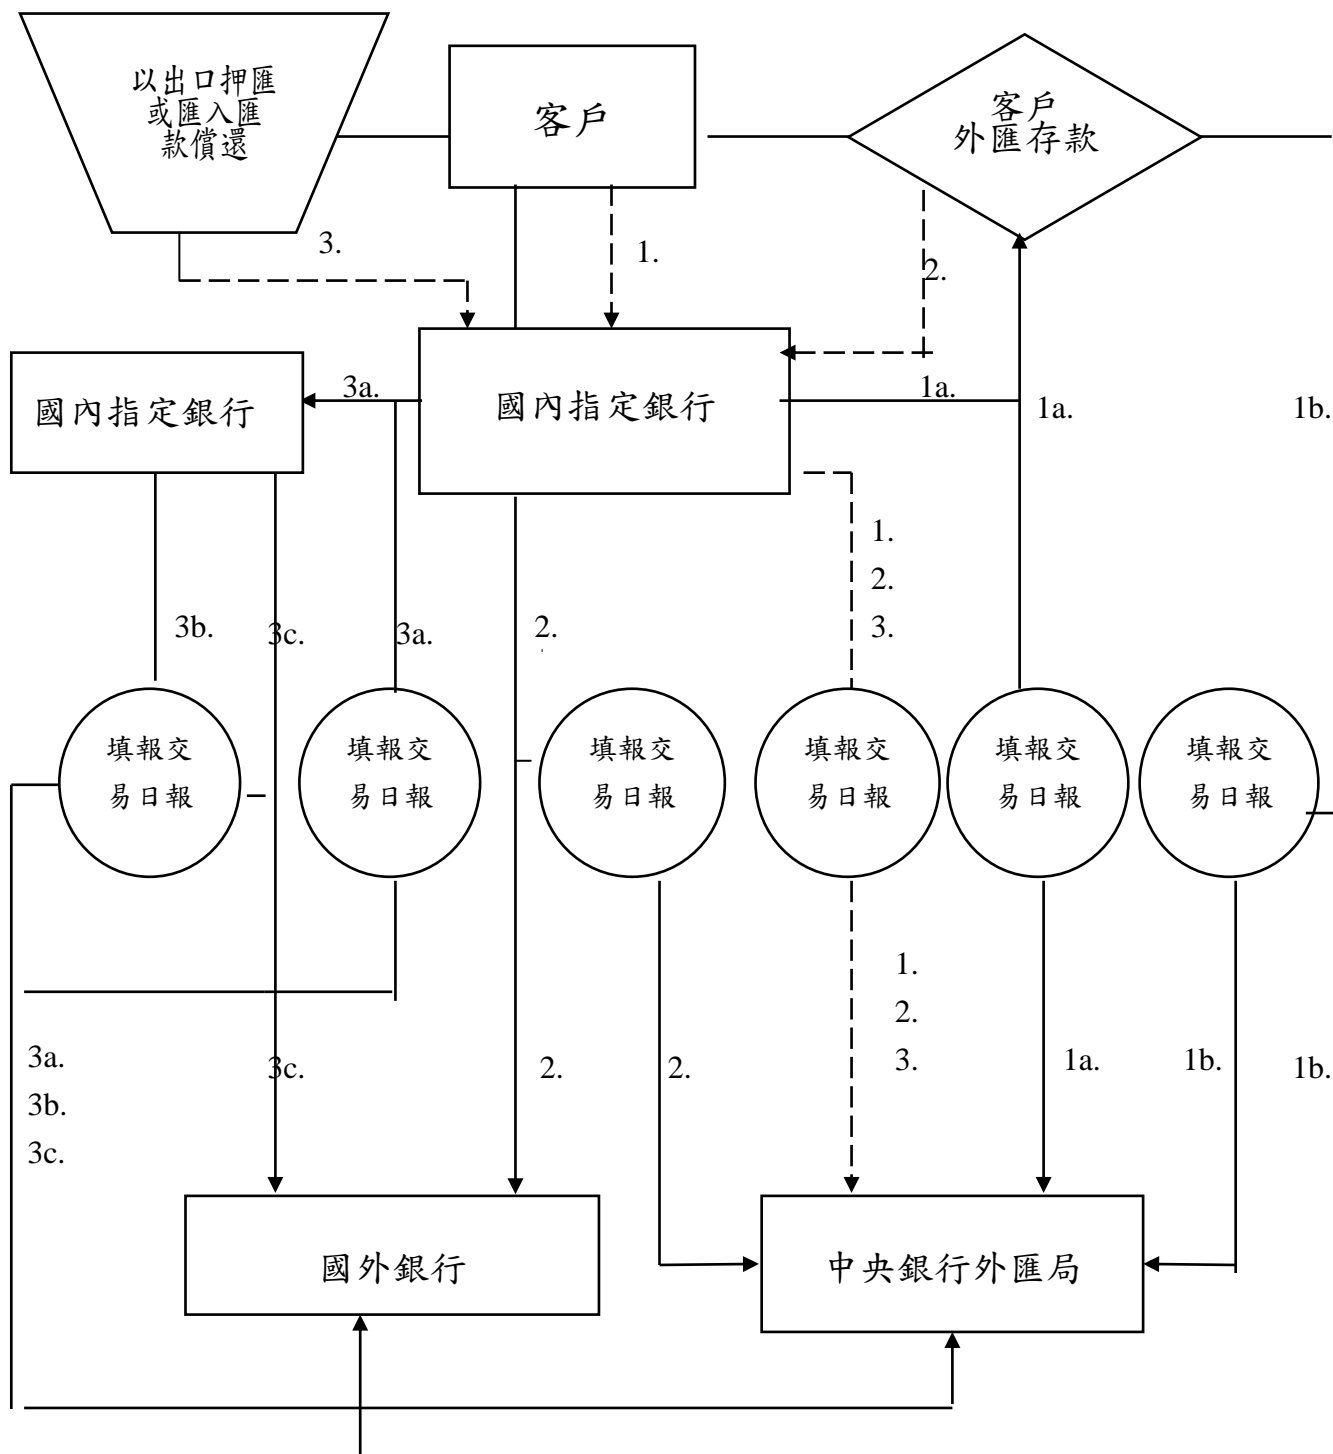 以出口押匯
或匯入匯
款償還
客戶
客戶
外匯存款
3.
1.
2.
國內指定銀行
3a.
國內指定銀行
1a.
1a.
1b.
1.
2.
3.
3b.
3c.
3a.
2.
填報交
易日報
填報交
易日報
填報交
易日報
填報交
易日報
填報交
易日報
填報交
易日報
1.
2.
3.
3a.
3b.
3c.
3c.
2.
2.
1a.
1b.
1b.
國外銀行
中央銀行外匯局